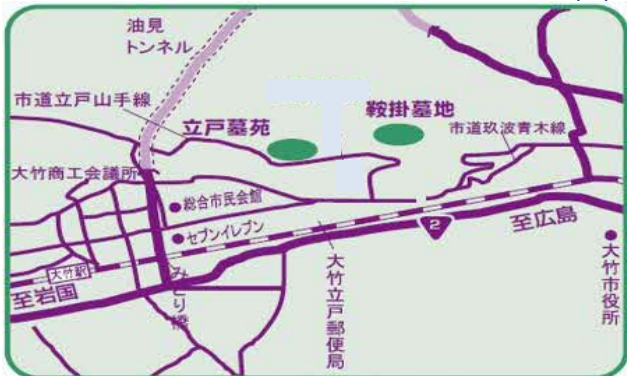 油見
トンネル
市道立戸山手線
立戸墓苑
鞍掛墓地
市道玖波青木線
大竹商工会議所
総合市民会館
セブンイレブン
2
至広島
大竹駅
至岩国
みどり橋
大竹立戸郵便局
大竹市役所